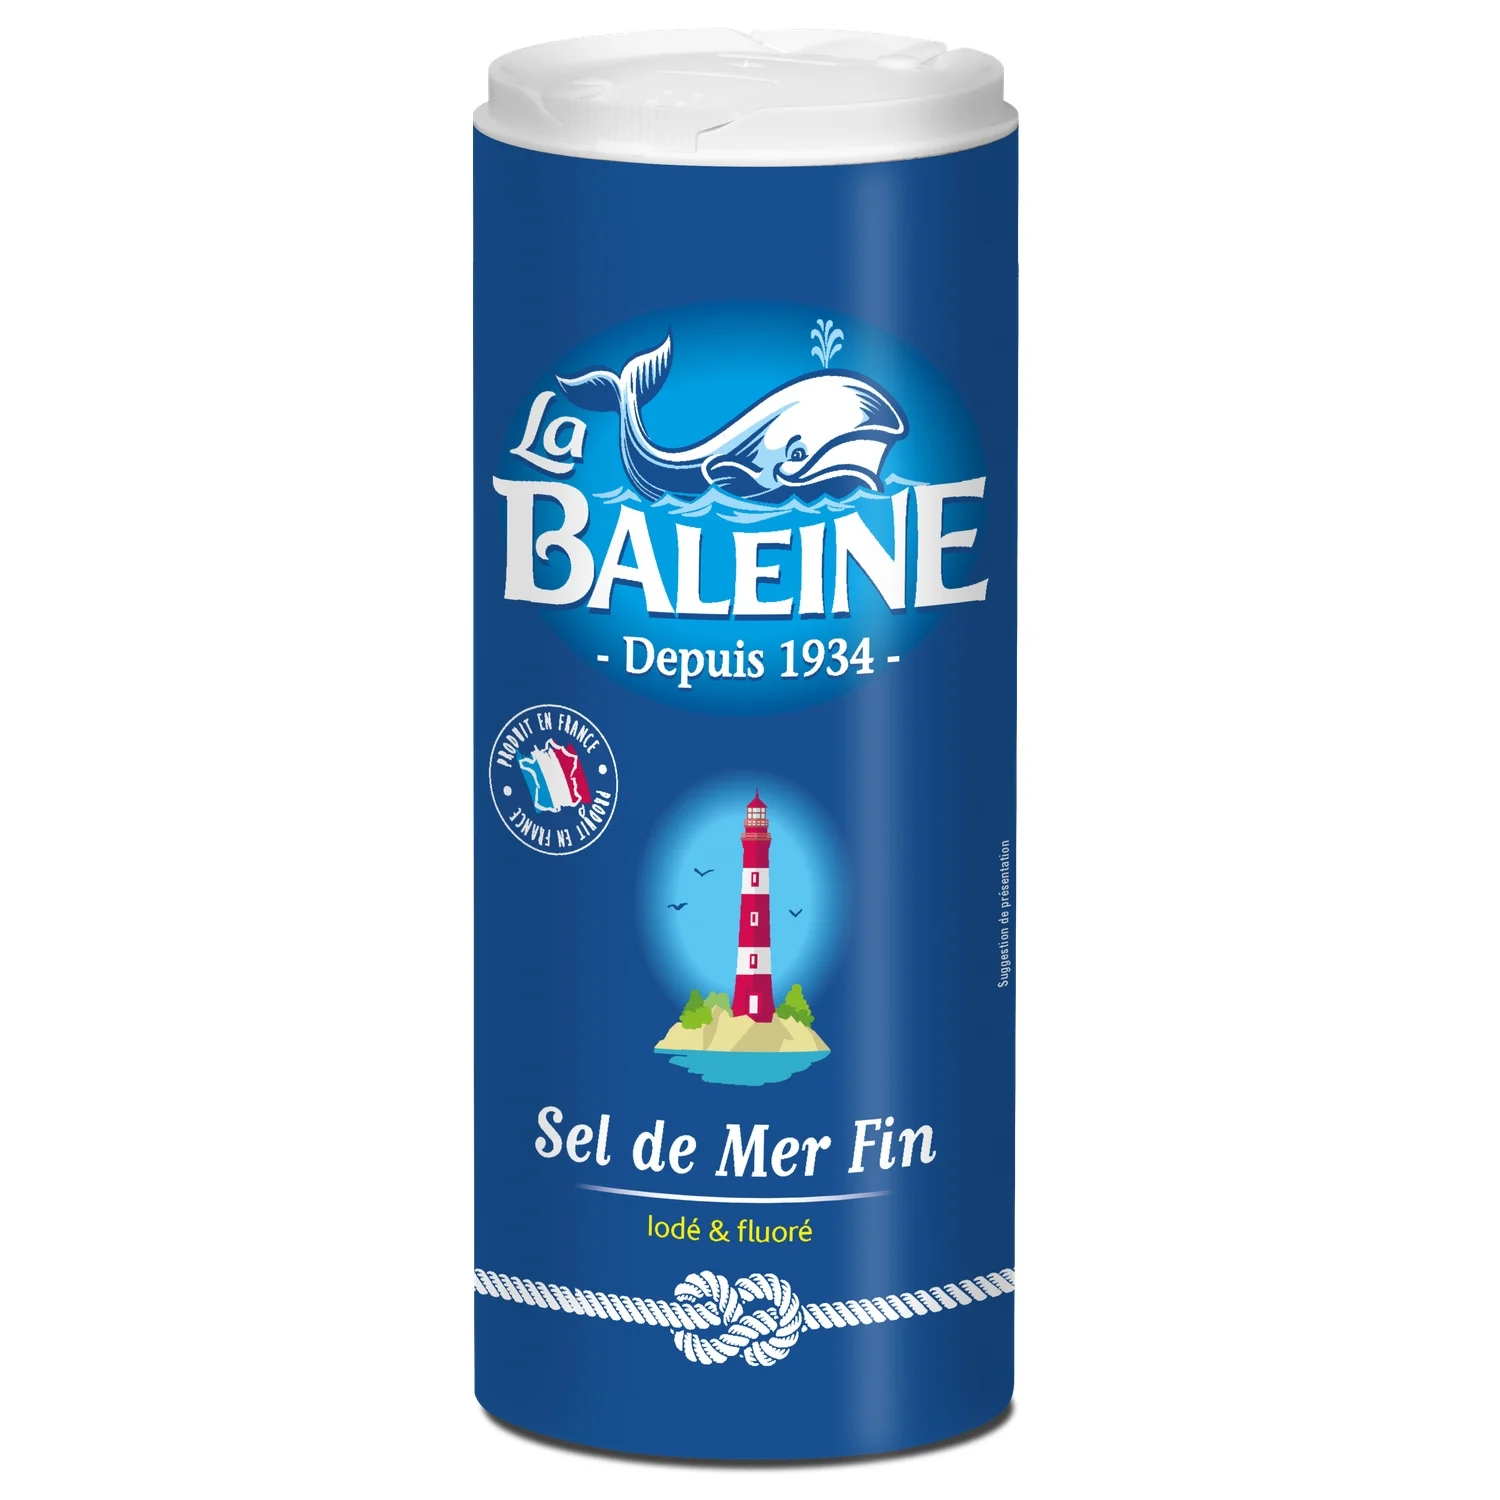 La
BALEINE
- Depuis 1934 -
PRODUIT EN FRANCE
PRODUIT EN FRANCE
Suggestion de présentation
Sel de Mer Fin
Iodé & fluoré